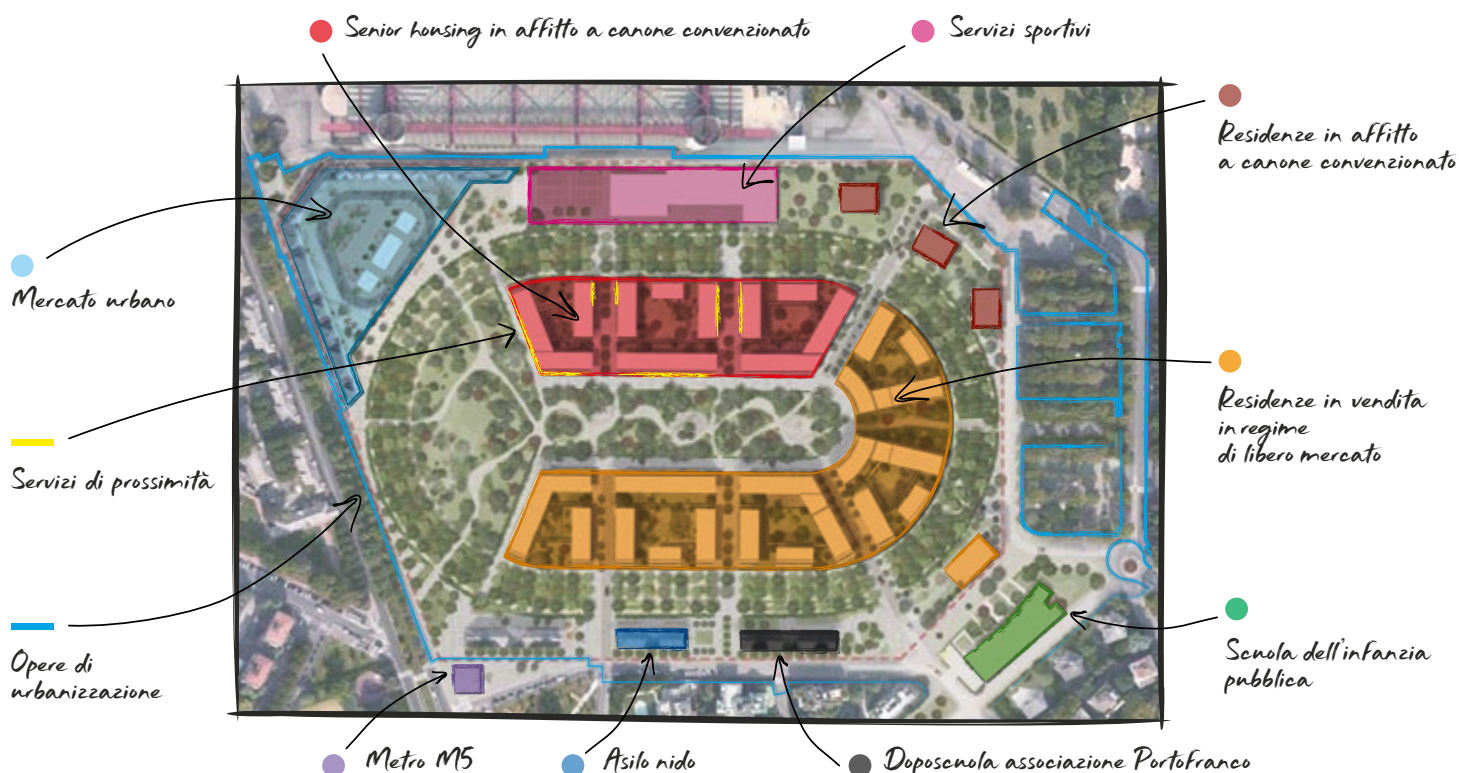 Senior housing in affitto a canone convenzionato
Servizi sportivi
Residenze in affitto
a canone convenzionato
Mercato urbano
Residenze in vendita
in regime
di libero mercato
Servizi di prossimità
Opere di
urbanizzazione
Scuola dell'infanzia
pubblica
Metro M5
Asilo nido
Doposcuola associazione Portofranco